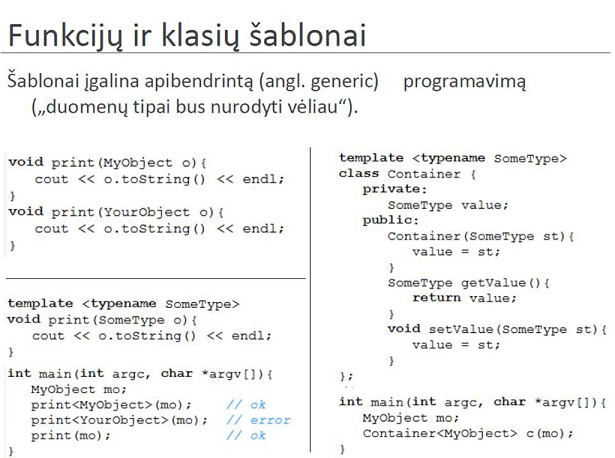 Funkcijų ir klasių šablonai
Šablonai įgalina apibendrintą (angl. generic) programavimą
(„duomenų tipai bus nurodyti vėliau“).
void print(MyObject o){
cout << o.toString() << endl;
}
void print(YourObject o){
cout << o.toString() << endl;
}
template <typename SomeType>
void print(SomeType o){
cout << o.toString() << endl;
}
int main(int argc, char *argv[]){
MyObject mo;
print<MyObject>(mo); // ok
print<YourObject>(mo); // error
print(mo); // ok
}
template <typename SomeType>
class Container {
private:
SomeType value;
public:
Container(SomeType st){
value = st;
}
SomeType getValue(){
return value;
}
void setValue(SomeType st){
value = st;
}
};
int main(int argc, char *argv[]){
MyObject mo;
Container<MyObject> c(mo);
}